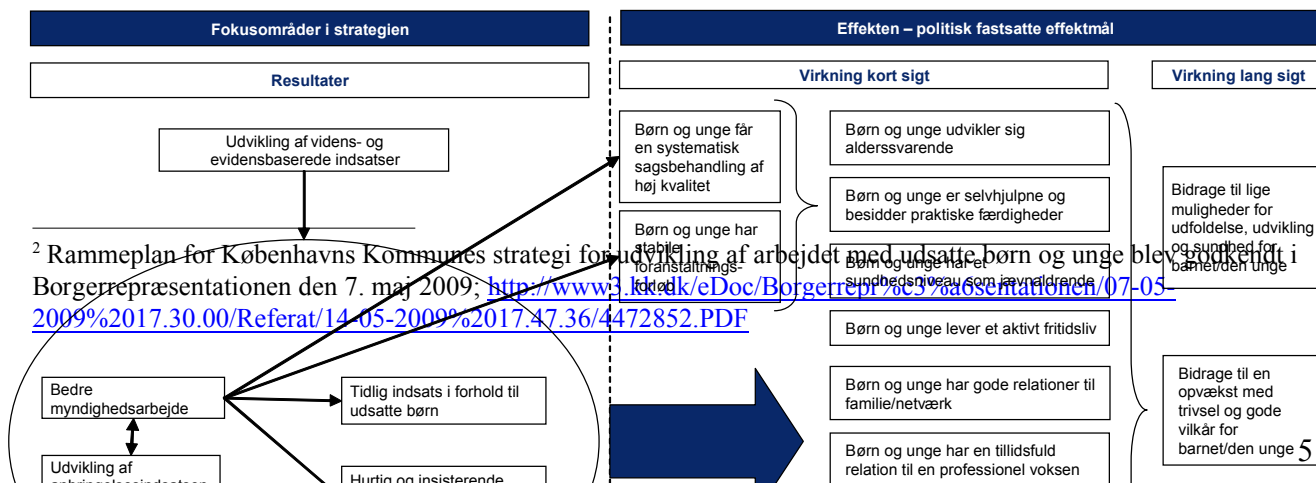 Fokusområder i strategien
Effekten – politisk fastsatte effektmål
Resultater
Virkning kort sigt
Virkning lang sigt
Udvikling af videns- og
evidensbaserede indsatser
Bedre
myndighedsarbejde
Udvikling af
Tidlig indsats i forhold til
udsatte børn
Hurtig og insisterende
Børn og unge får
en systematisk
sagsbehandling af
høj kvalitet
Børn og unge har
stabile
foranstaltnings-
forløb
Børn og unge udvikler sig
alderssvarende
Børn og unge er selvhjulpne og
besidder praktiske færdigheder
Børn og unge har et
sundhedsniveau som jævnaldrende
Børn og unge lever et aktivt fritidsliv
Børn og unge har gode relationer til
familie/netværk
Børn og unge har en tillidsfuld
relation til en professionel voksen
Bidrage til lige
muligheder for
udfoldelse, udvikling
og sundhed for
barnet/den unge
Bidrage til en
opvækst med
trivsel og gode
vilkår for
barnet/den unge
2 Rammeplan for Københavns Kommunes strategi for udvikling af arbejdet med udsatte børn og unge blev godkendt i
Borgerrepræsentationen den 7. maj 2009; http://www3.kk.dk/eDoc/Borgerrepr%c3%a6sentationen/07-05-
2009%2017.30.00/Referat/14-05-2009%2017.47.36/4472852.PDF
5